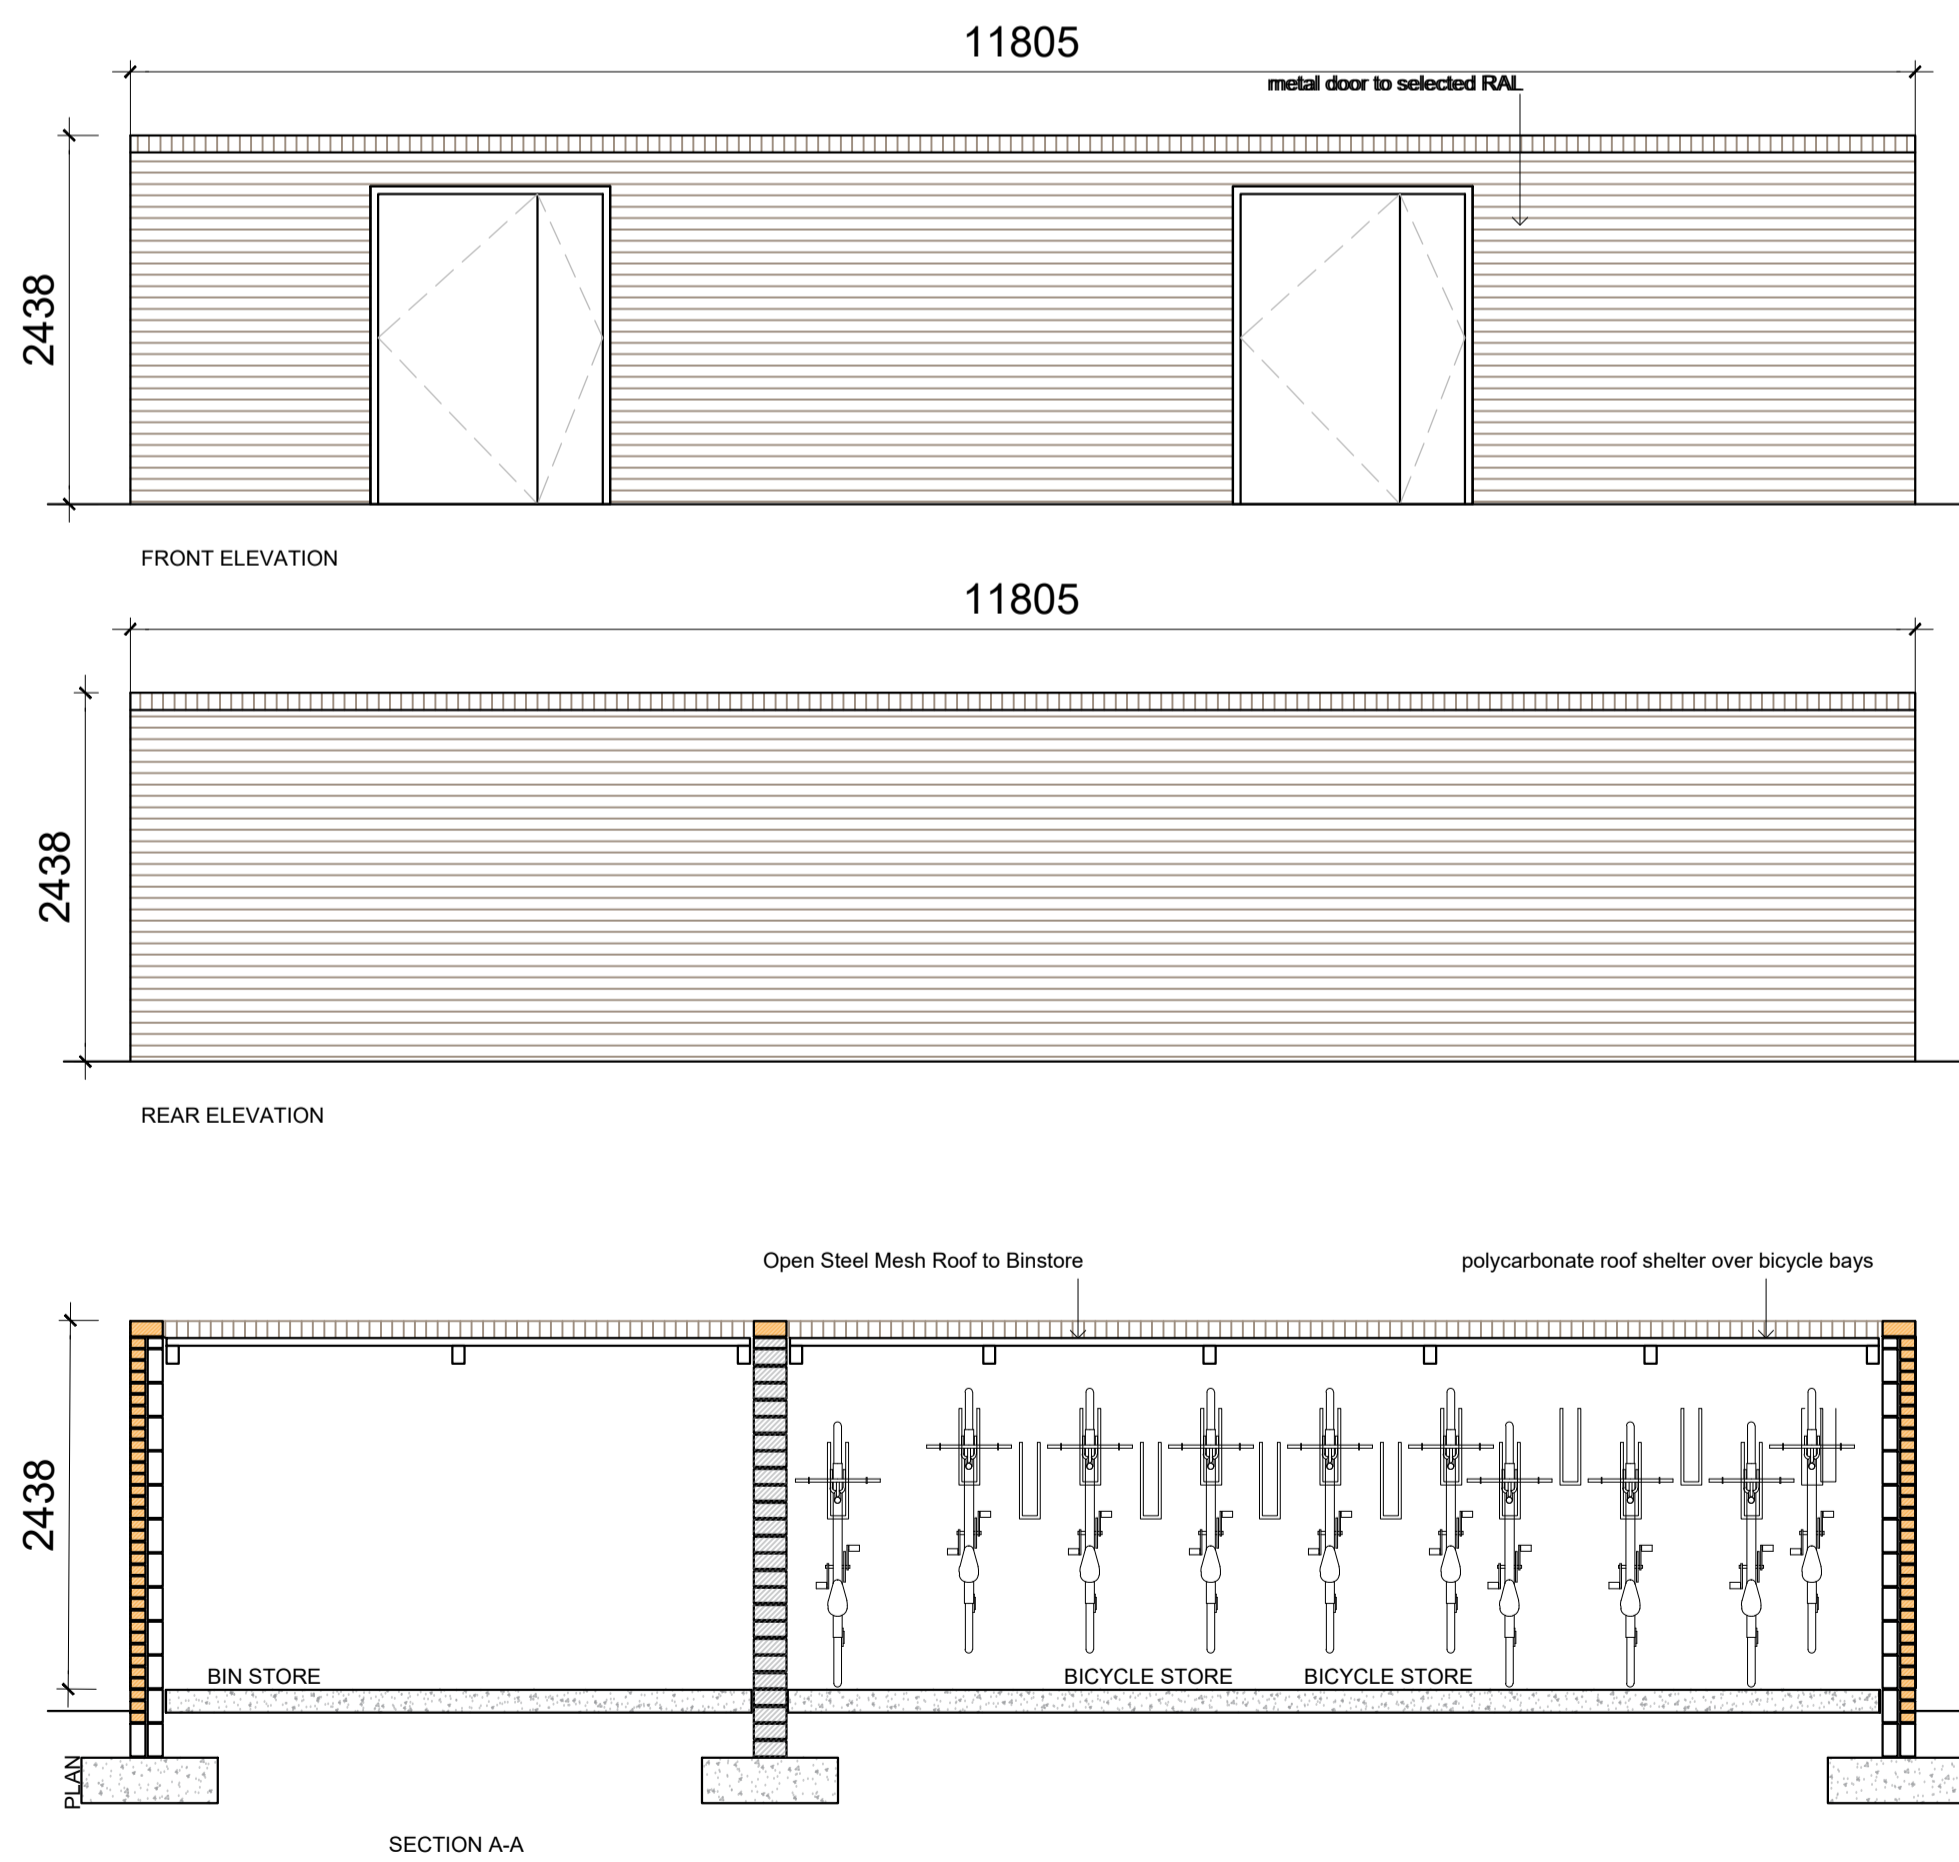 11805
metal door to selected RAL
2438
FRONT ELEVATION
11805
2438
REAR ELEVATION
Open Steel Mesh Roof to Binstore
polycarbonate roof shelter over bicycle bays
2438
BIN STORE
BICYCLE STORE
BICYCLE STORE
PLAN
SECTION A-A